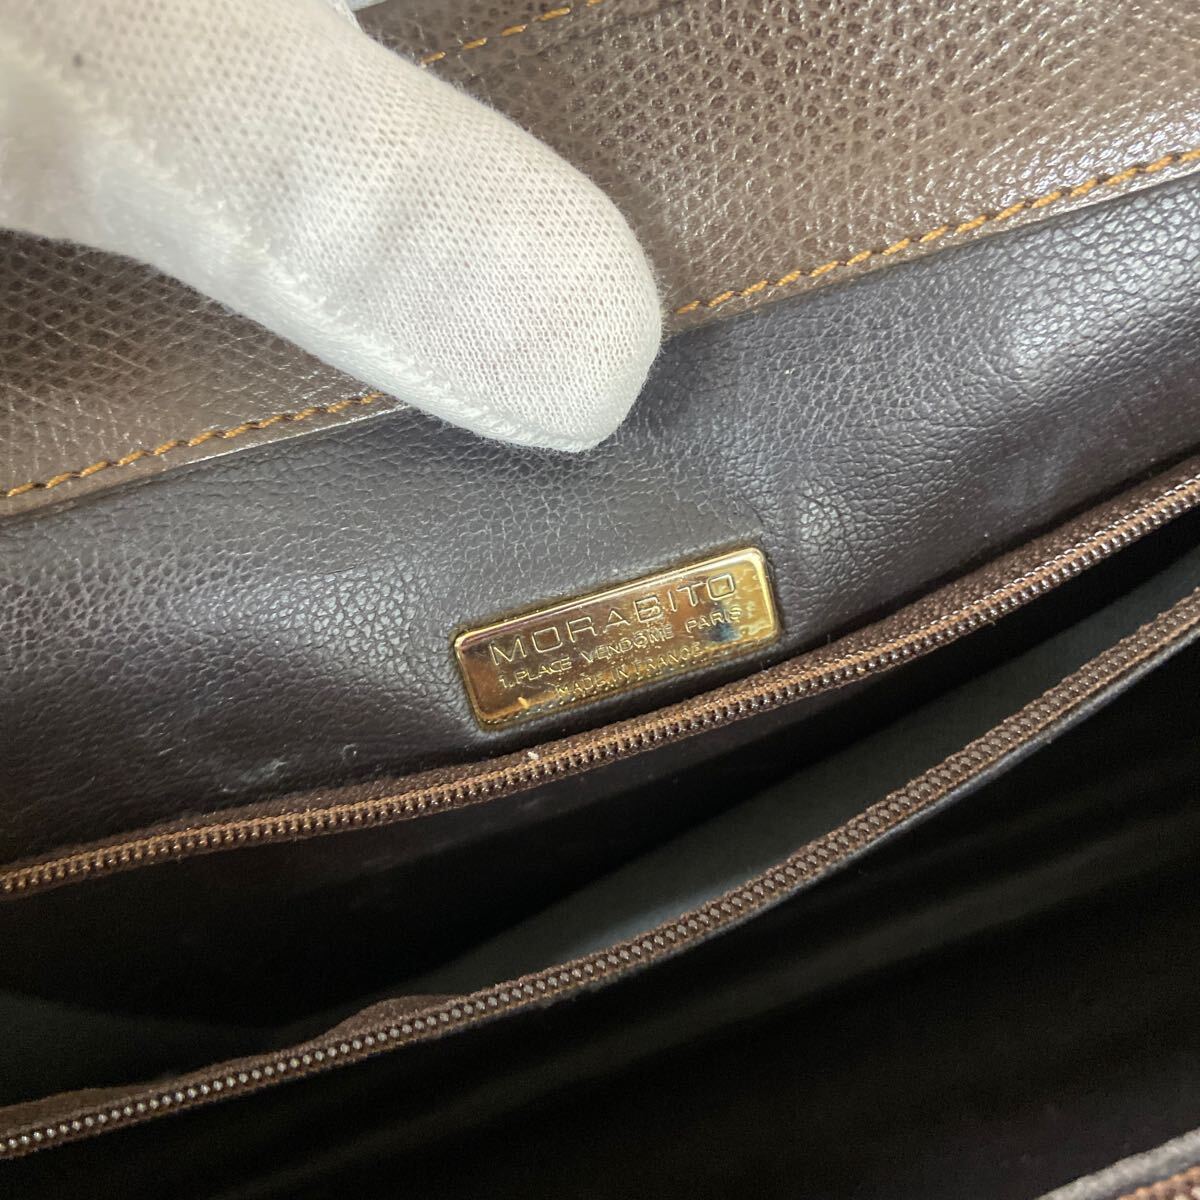 MORABITO
1.PLACE VENDÔME PARIS
MADE IN FRANCE